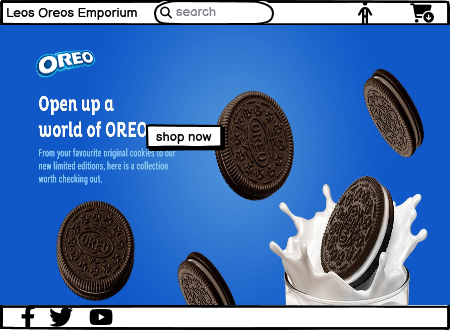 Leos Oreos Emporium
search
OREO
Open up a
world of OREO
shop now
From your favourite original cookies to our
new limited editions, here is a collection
worth checking out.
OREO
OREO
OREO
OREO